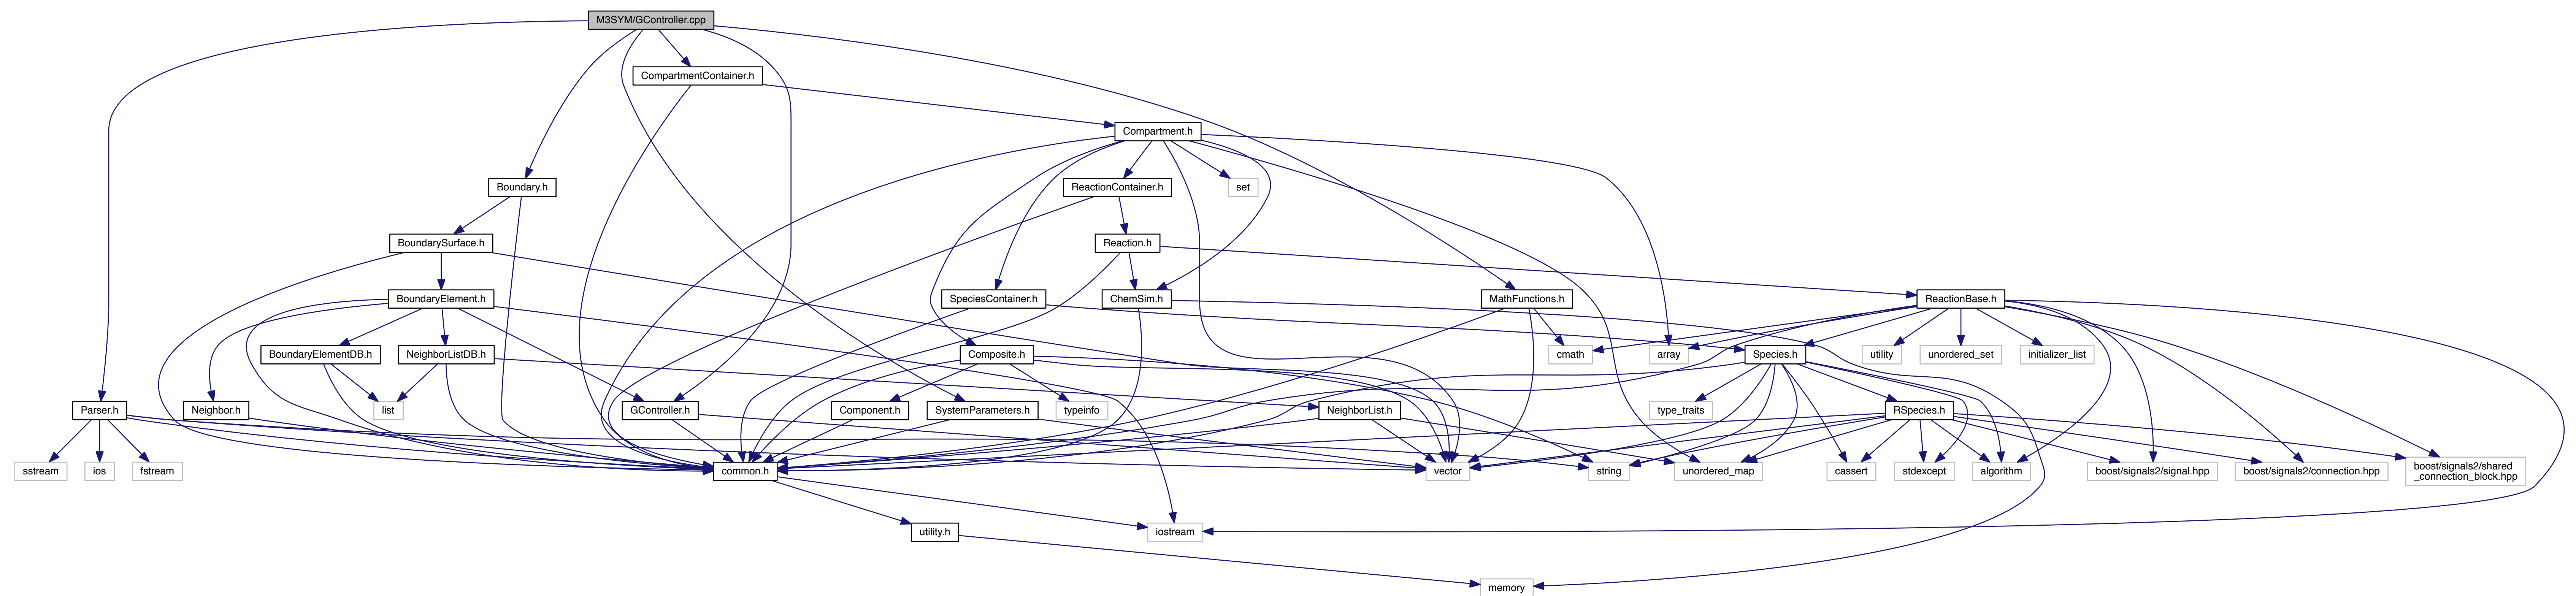 M3SYM/GController.cpp
CompartmentContainer.h
Compartment.h
Boundary.h
ReactionContainer.h
set
BoundarySurface.h
Reaction.h
BoundaryElement.h
SpeciesContainer.h
ChemSim.h
MathFunctions.h
ReactionBase.h
BoundaryElementDB.h
NeighborListDB.h
Composite.h
cmath
array
Species.h
utility
unordered_set
initializer_list
Parser.h
Neighbor.h
list
GController.h
Component.h
SystemParameters.h
typeinfo
NeighborList.h
type_traits
RSpecies.h
sstream
ios
fstream
common.h
vector
string
unordered_map
cassert
stdexcept
algorithm
boost/signals2/signal.hpp
boost/signals2/connection.hpp
boost/signals2/shared
_connection_block.hpp
utility.h
iostream
memory